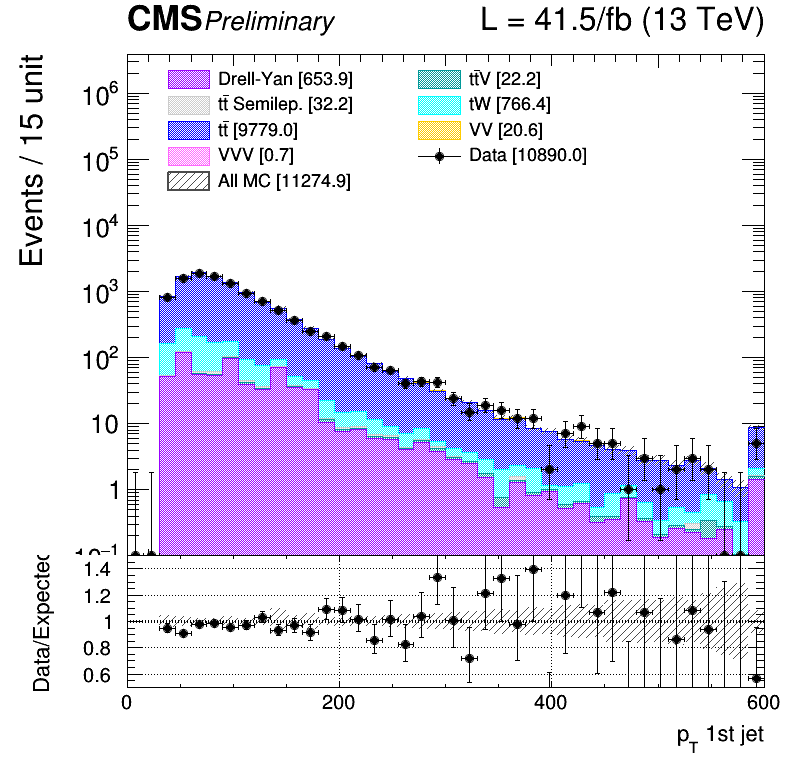 CMS Preliminary L = 41.5/fb (13 TeV)
Events / 15 unit
Drell-Yan [653.9]
tt̄ Semilep. [32.2]
tt̄ [9779.0]
VVV [0.7]
All MC [11274.9]
tt̄V [22.2]
tW [766.4]
VV [20.6]
Data [10890.0]
10⁶
10⁵
10⁴
10³
10²
10
1
10⁻¹
Data/Expected
1.4
1.2
1
0.8
0.6
0 200 400 600
p_T 1st jet